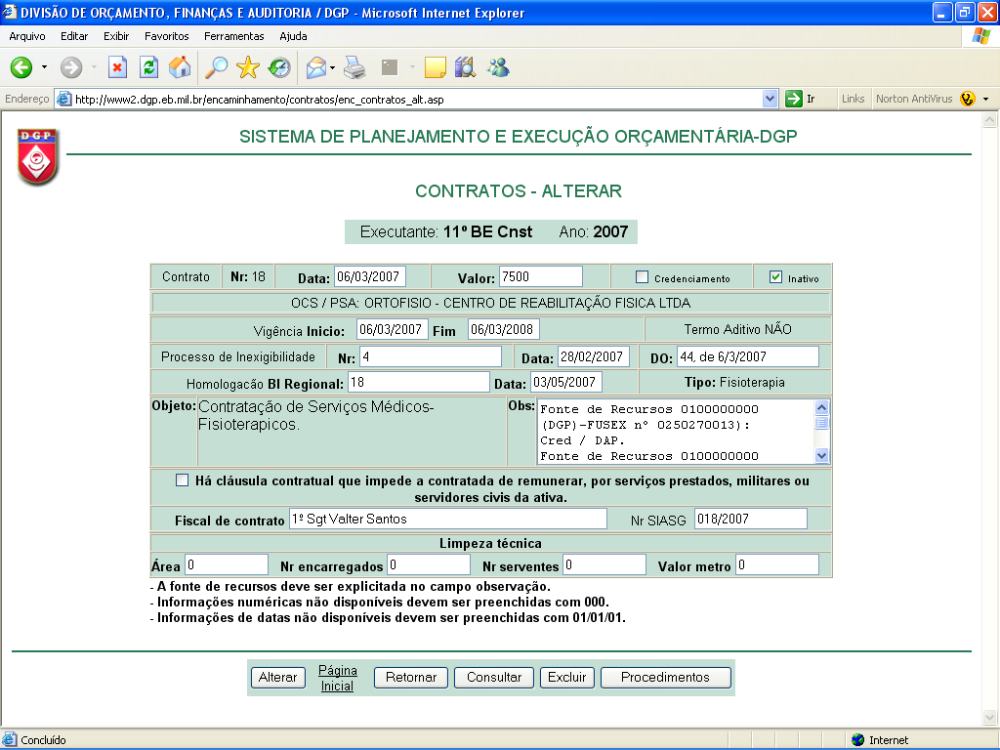 DIVISÃO DE ORÇAMENTO, FINANÇAS E AUDITORIA / DGP - Microsoft Internet Explorer
Arquivo Editar Exibir Favoritos Ferramentas Ajuda
Endereço http://www2.dgp.eb.mil.br/encaminhamento/contratos/enc_contratos_alt.asp Ir Links Norton AntiVirus
DGP
SISTEMA DE PLANEJAMENTO E EXECUÇÃO ORÇAMENTÁRIA-DGP
CONTRATOS - ALTERAR
Executante: 11º BE Cnst Ano: 2007
Contrato Nr: 18 Data: 06/03/2007 Valor: 7500 Credenciamento Inativo
OCS / PSA: ORTOFISIO - CENTRO DE REABILITAÇÃO FISICA LTDA
Vigência Inicio: 06/03/2007 Fim 06/03/2008 Termo Aditivo NÃO
Processo de Inexigibilidade Nr: 4 Data: 28/02/2007 DO: 44, de 6/3/2007
Homologacão BI Regional: 18 Data: 03/05/2007 Tipo: Fisioterapia
Objeto: Contratação de Serviços Médicos-
Fisioterapicos.
Obs: Fonte de Recursos 0100000000
(DGP)-FUSEX nº 0250270013):
Cred / DAP.
Fonte de Recursos 0100000000
Há cláusula contratual que impede a contratada de remunerar, por serviços prestados, militares ou
servidores civis da ativa.
Fiscal de contrato 1º Sgt Valter Santos Nr SIASG 018/2007
Limpeza técnica
Área 0 Nr encarregados 0 Nr serventes 0 Valor metro 0
- A fonte de recursos deve ser explicitada no campo observação.
- Informações numéricas não disponíveis devem ser preenchidas com 000.
- Informações de datas não disponíveis devem ser preenchidas com 01/01/01.
Alterar Página Retornar Consultar Excluir Procedimentos
Inicial
Concluído Internet